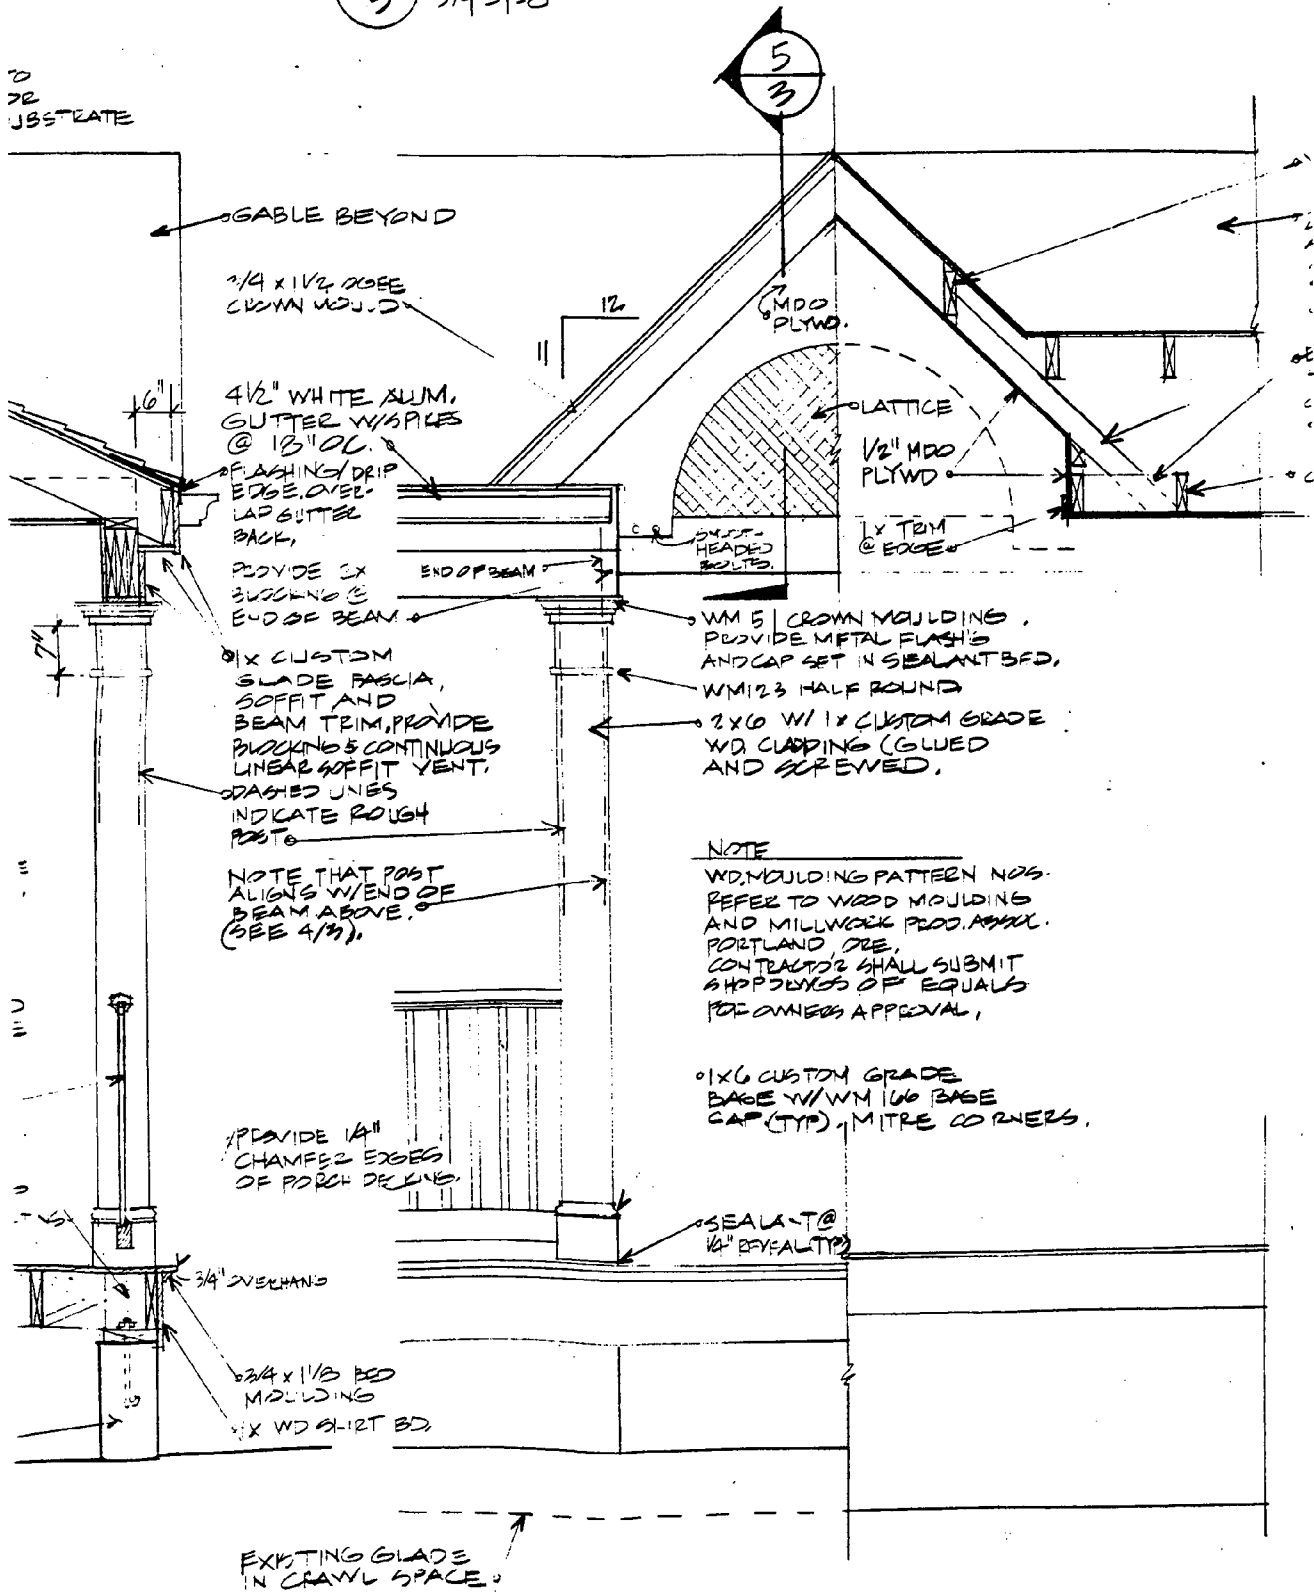 5
3
UBSTRATE
GABLE BEYOND
3/4 x 1 1/2 OGEE
CROWN MOULD
12
11
MDO
PLYWD.
6"
4 1/2" WHITE ALUM.
GUTTER W/SPIKES
@ 18" OC.
FLASHING/DRIP
EDGE. OVER-
LAP GUTTER
BACK.
LATTICE
1/2" MDO
PLYWD
1x TRIM
@ EDGE
HEADED
BOLTS.
PROVIDE 2X
BLOCKING @
END OF BEAM
END OF BEAM
7"
1x CUSTOM
GRADE FASCIA,
SOFFIT AND
BEAM TRIM, PROVIDE
BLOCKING & CONTINUOUS
LINEAR SOFFIT VENT.
DASHED LINES
INDICATE ROUGH
POST
NOTE THAT POST
ALIGNS W/END OF
BEAM ABOVE.
(SEE 4/3).
WM 51 CROWN MOULDING.
PROVIDE METAL FLASH'G
AND CAP SET IN SEALANT BED.
WM123 HALF ROUND
2x6 W/ 1x CUSTOM GRADE
WD. CLADDING (GLUED
AND SCREWED.
NOTE
WD. MOULDING PATTERN NOS.
REFER TO WOOD MOULDING
AND MILLWORK PROD. ASSOC.
PORTLAND, ORE.
CONTRACTOR SHALL SUBMIT
SHOP DWGS OF EQUALS
FOR OWNERS APPROVAL.
1x6 CUSTOM GRADE
BASE W/WM 166 BASE
CAP (TYP). MITRE CORNERS.
PROVIDE 1/4"
CHAMFER EDGES
OF PORCH DECKING.
SEALANT @
1/4" REVEAL (TYP)
3/4" OVERHANG
3/4 x 1 1/8 BED
MOULDING
1X WD SKIRT BD.
EXISTING GRADE
IN CRAWL SPACE.